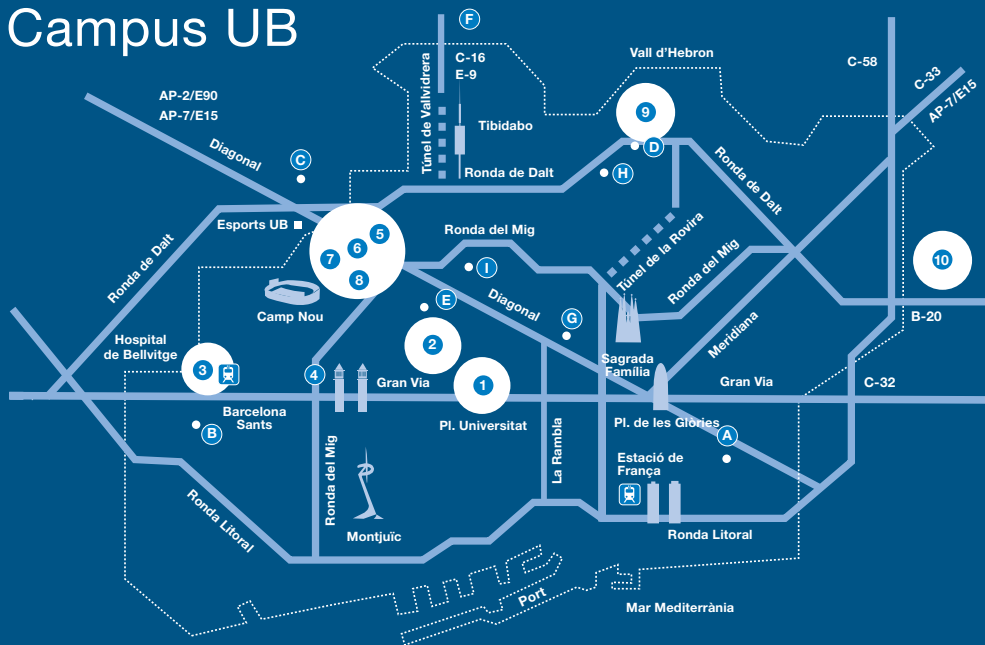 Campus UB
F
C-16
E-9
Túnel de Vallvidrera
Tibidabo
Ronda de Dalt
Vall d’Hebron
C-58
C-33
AP-7/E15
AP-2/E90
AP-7/E15
Diagonal
C
9
D
H
Ronda de Dalt
Esports UB
5
6
7
8
Ronda del Mig
I
Túnel de la Rovira
Ronda del Mig
10
Ronda de Dalt
Camp Nou
E
Diagonal
G
Meridiana
B-20
Hospital
de Bellvitge
3
4
2
1
Gran Via
Sagrada
Família
Gran Via
C-32
Barcelona
Sants
B
Pl. Universitat
Pl. de les Glòries
A
Ronda del Mig
La Rambla
Estació de
França
Ronda Litoral
Montjuïc
Ronda Litoral
Port
Mar Mediterrània